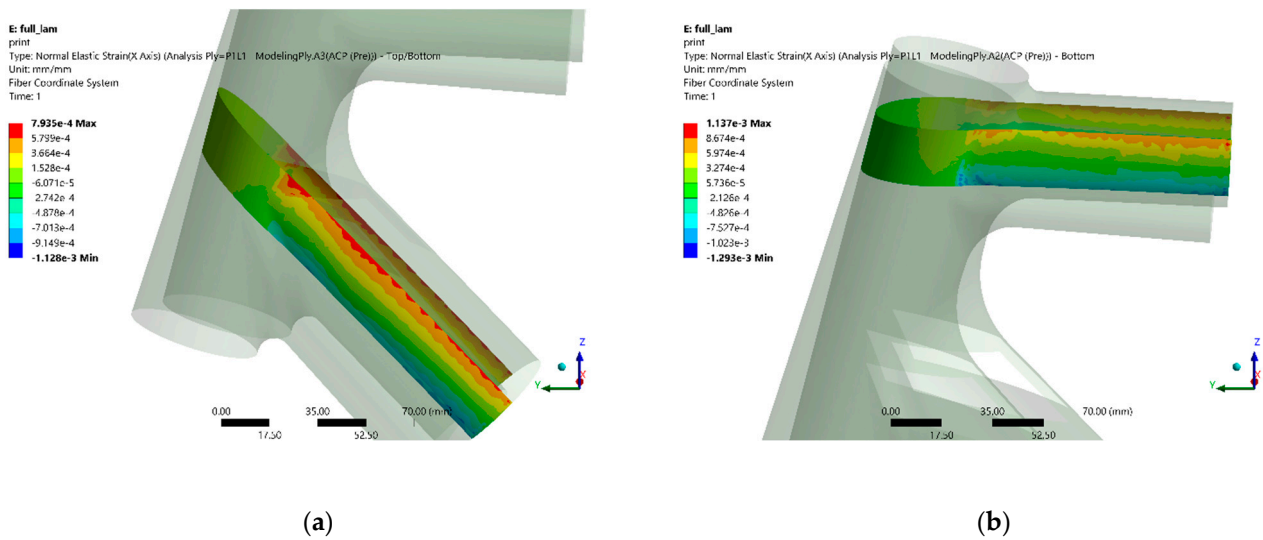 E: full_lam
print
Type: Normal Elastic Strain(X Axis) (Analysis Ply=P1L1__ModelingPly.A3(ACP (Pre))) - Top/Bottom
Unit: mm/mm
Fiber Coordinate System
Time: 1
7.935e-4 Max
5.799e-4
3.664e-4
1.528e-4
-6.071e-5
-2.742e-4
-4.878e-4
-7.013e-4
-9.149e-4
-1.128e-3 Min
Z
Y
X
0.00
35.00
70.00 (mm)
17.50
52.50
(a)
E: full_lam
print
Type: Normal Elastic Strain(X Axis) (Analysis Ply=P1L1__ModelingPly.A2(ACP (Pre))) - Bottom
Unit: mm/mm
Fiber Coordinate System
Time: 1
1.137e-3 Max
8.674e-4
5.974e-4
3.274e-4
5.736e-5
-2.126e-4
-4.826e-4
-7.527e-4
-1.023e-3
-1.293e-3 Min
Z
Y
X
0.00
35.00
70.00 (mm)
17.50
52.50
(b)